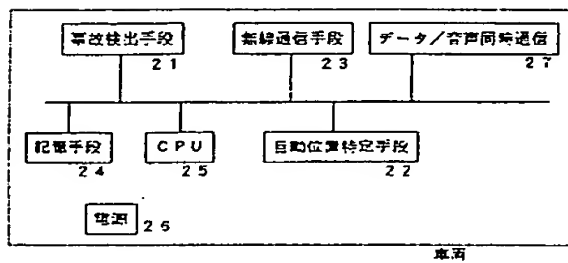 事故検出手段 無線通信手段 データ/音声同時通信
21 23 27
記憶手段 CPU 自動位置特定手段
24 25 22
電源 26
車両